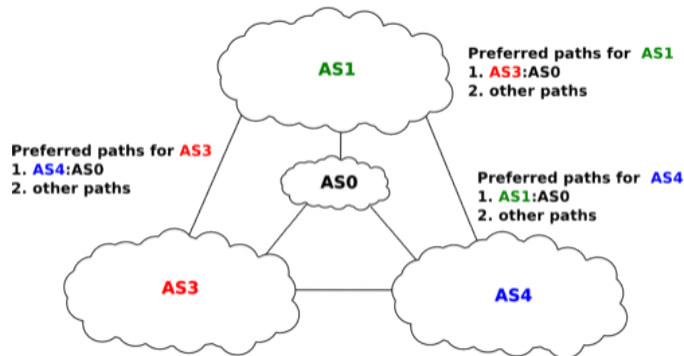 AS1
Preferred paths for AS1
1. AS3:AS0
2. other paths
Preferred paths for AS3
1. AS4:AS0
2. other paths
AS0
Preferred paths for AS4
1. AS1:AS0
2. other paths
AS3
AS4